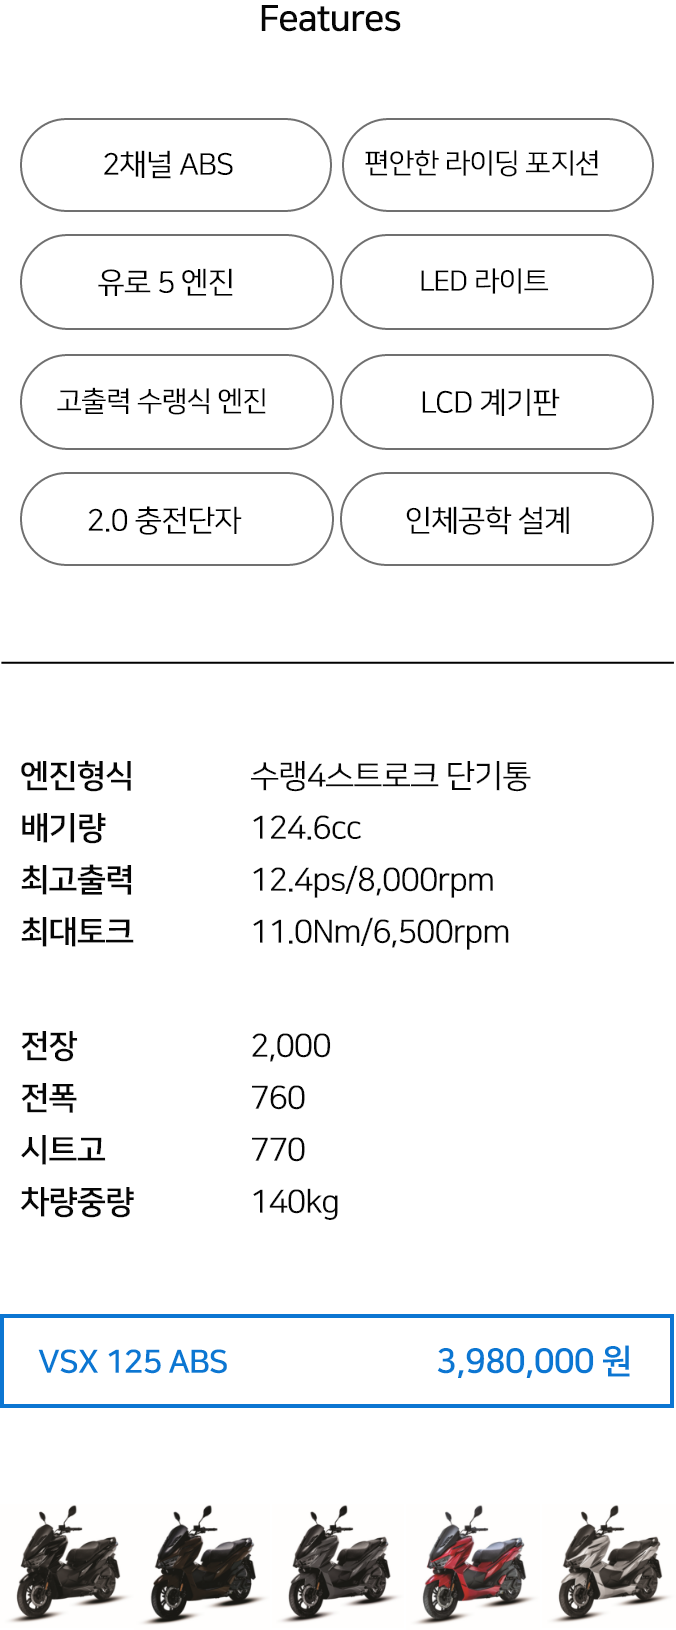 Features
2채널 ABS
편안한 라이딩 포지션
유로 5 엔진
LED 라이트
고출력 수랭식 엔진
LCD 계기판
2.0 충전단자
인체공학 설계
엔진형식 수랭4스트로크 단기통
배기량 124.6cc
최고출력 12.4ps/8,000rpm
최대토크 11.0Nm/6,500rpm
전장 2,000
전폭 760
시트고 770
차량중량 140kg
VSX 125 ABS 3,980,000 원